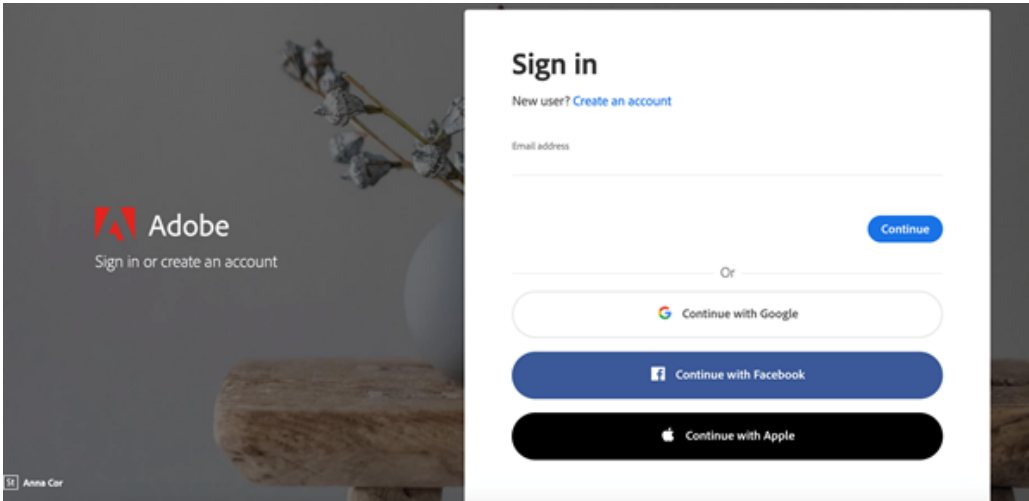 Adobe
Sign in or create an account
St Anna Cor
Sign in
New user? Create an account
Email address
Continue
Or
Continue with Google
Continue with Facebook
Continue with Apple